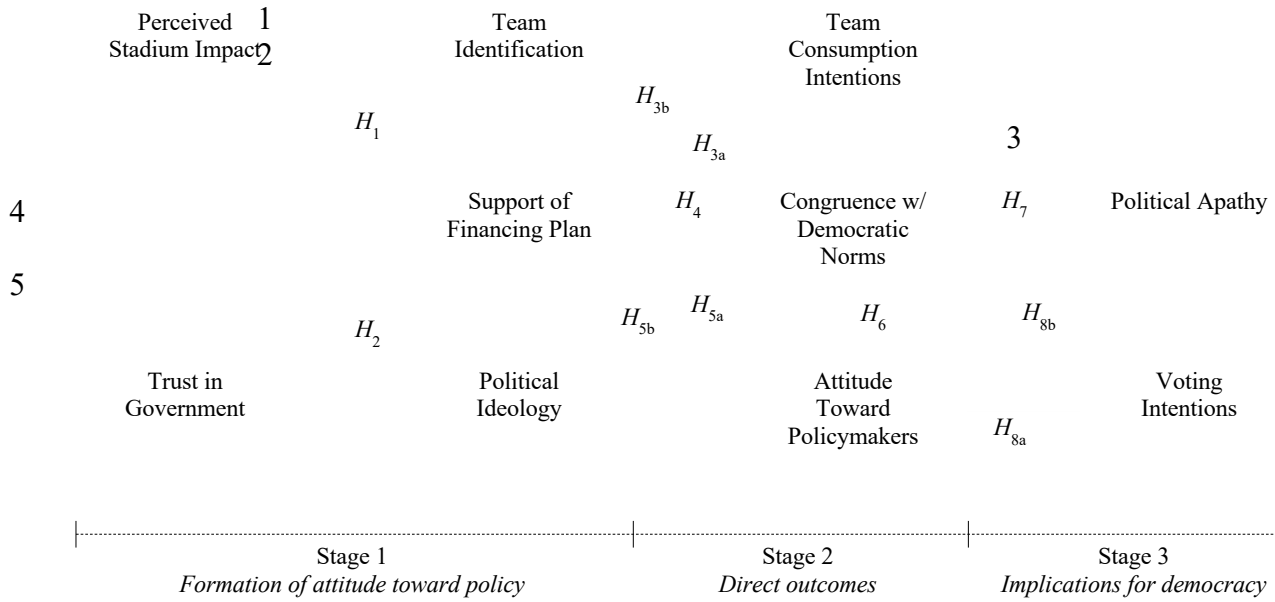 Perceived
Stadium Impact
1
2
Team
Identification
Team
Consumption
Intentions
H3b
H1
H3a
3
4
Support of
Financing Plan
H4
Congruence w/
Democratic
Norms
H7
Political Apathy
5
H2
H5b
H5a
H6
H8b
Trust in
Government
Political
Ideology
Attitude
Toward
Policymakers
H8a
Voting
Intentions
Stage 1
Formation of attitude toward policy
Stage 2
Direct outcomes
Stage 3
Implications for democracy